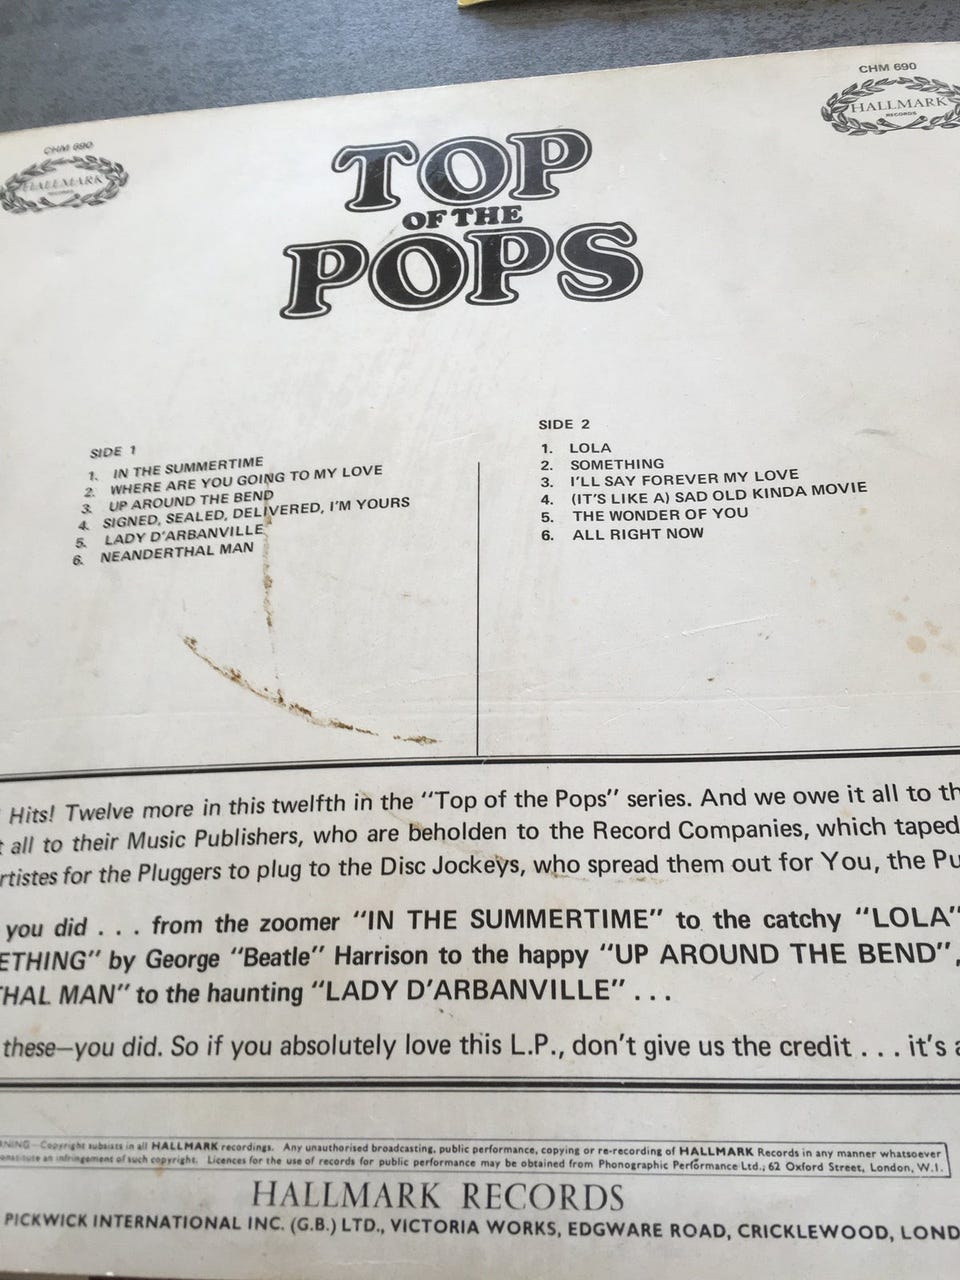 CHM 690
HALLMARK
RECORDS
CHM 690
HALLMARK
RECORDS
TOP
OF THE
POPS
SIDE 1
1. IN THE SUMMERTIME
2. WHERE ARE YOU GOING TO MY LOVE
3. UP AROUND THE BEND
4. SIGNED, SEALED, DELIVERED, I'M YOURS
5. LADY D'ARBANVILLE
6. NEANDERTHAL MAN
SIDE 2
1. LOLA
2. SOMETHING
3. I'LL SAY FOREVER MY LOVE
4. (IT'S LIKE A) SAD OLD KINDA MOVIE
5. THE WONDER OF YOU
6. ALL RIGHT NOW
Hits! Twelve more in this twelfth in the "Top of the Pops" series. And we owe it all to th
t all to their Music Publishers, who are beholden to the Record Companies, which taped
rtistes for the Pluggers to plug to the Disc Jockeys, who spread them out for You, the Pu
you did . . . from the zoomer "IN THE SUMMERTIME" to the catchy "LOLA"
ETHING" by George "Beatle" Harrison to the happy "UP AROUND THE BEND",
HAL MAN" to the haunting "LADY D'ARBANVILLE" . . .
these—you did. So if you absolutely love this L.P., don't give us the credit . . . it's a
RNING—Copyright subsists in all HALLMARK recordings. Any unauthorised broadcasting, public performance, copying or re-recording of HALLMARK Records in any manner whatsoever
onstitute an infringement of such copyright. Licences for the use of records for public performance may be obtained from Phonographic Performance Ltd., 62 Oxford Street, London, W.1.
HALLMARK RECORDS
PICKWICK INTERNATIONAL INC. (G.B.) LTD., VICTORIA WORKS, EDGWARE ROAD, CRICKLEWOOD, LOND